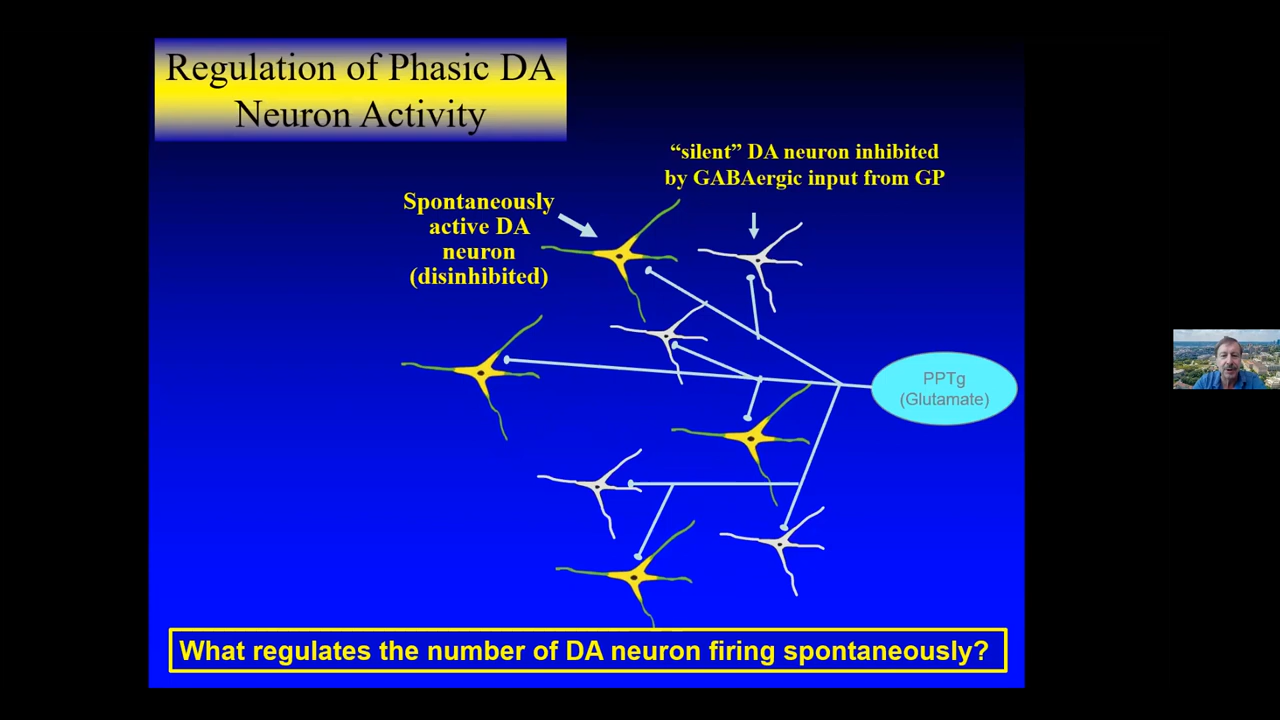 Regulation of Phasic DA
Neuron Activity
“silent” DA neuron inhibited
by GABAergic input from GP
Spontaneously
active DA
neuron
(disinhibited)
PPTg
(Glutamate)
What regulates the number of DA neuron firing spontaneously?